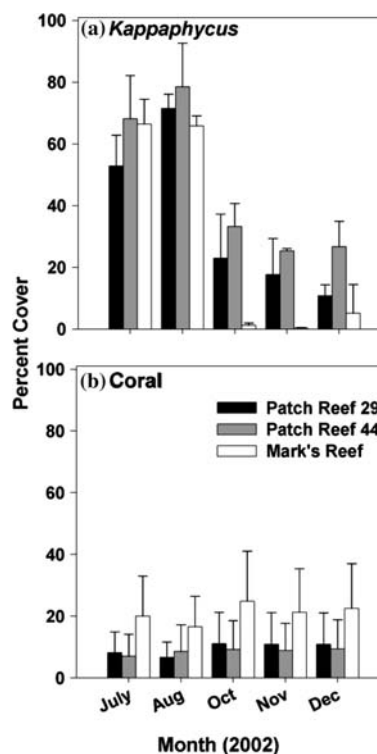 100
(a) Kappaphycus
80
60
40
20
0
Percent Cover
100
(b) Coral
80
Patch Reef 29
Patch Reef 44
Mark's Reef
60
40
20
0
July Aug Oct Nov Dec
Month (2002)